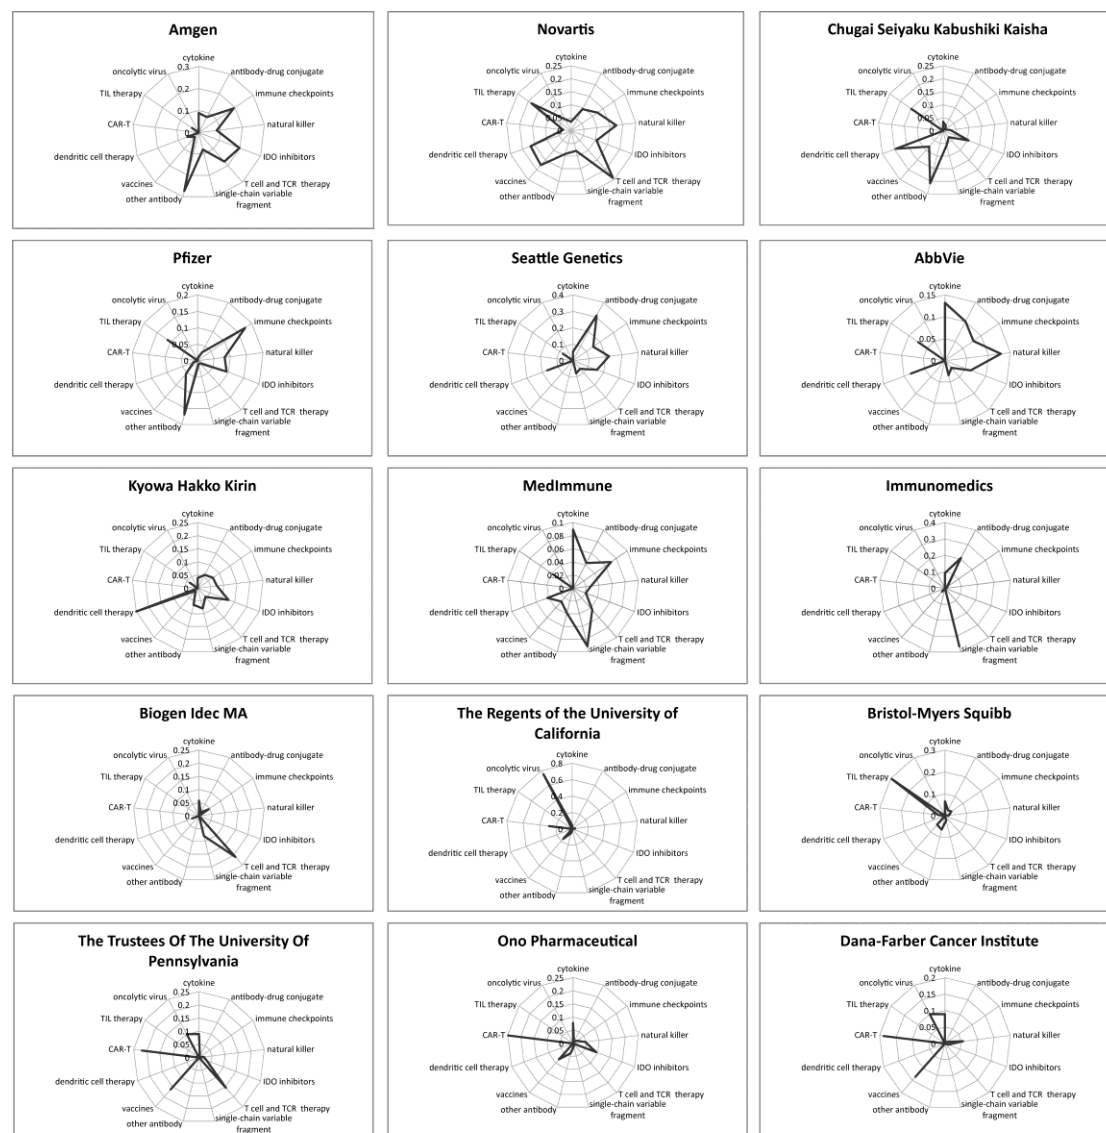 Amgen
cytokine
0.3
oncolytic virus
antibody-drug conjugate
0.2
TIL therapy
immune checkpoints
0.1
CAR-T
natural killer
0
dendritic cell therapy
IDO inhibitors
vaccines
T cell and TCR therapy
other antibody
single-chain variable
fragment
Novartis
cytokine
0.25
oncolytic virus
antibody-drug conjugate
0.2
TIL therapy
0.15
immune checkpoints
0.1
0.05
CAR-T
natural killer
0
dendritic cell therapy
IDO inhibitors
vaccines
T cell and TCR therapy
other antibody
single-chain variable
fragment
Chugai Seiyaku Kabushiki Kaisha
cytokine
0.25
oncolytic virus
antibody-drug conjugate
0.2
TIL therapy
0.15
immune checkpoints
0.1
0.05
CAR-T
natural killer
0
dendritic cell therapy
IDO inhibitors
vaccines
T cell and TCR therapy
other antibody
single-chain variable
fragment
Pfizer
cytokine
0.2
oncolytic virus
antibody-drug conjugate
0.15
TIL therapy
immune checkpoints
0.1
0.05
CAR-T
natural killer
0
dendritic cell therapy
IDO inhibitors
vaccines
T cell and TCR therapy
other antibody
single-chain variable
fragment
Seattle Genetics
cytokine
0.4
oncolytic virus
antibody-drug conjugate
0.3
TIL therapy
immune checkpoints
0.2
0.1
CAR-T
natural killer
0
dendritic cell therapy
IDO inhibitors
vaccines
T cell and TCR therapy
other antibody
single-chain variable
fragment
AbbVie
cytokine
0.15
oncolytic virus
antibody-drug conjugate
0.1
TIL therapy
immune checkpoints
0.05
CAR-T
natural killer
0
dendritic cell therapy
IDO inhibitors
vaccines
T cell and TCR therapy
other antibody
single-chain variable
fragment
Kyowa Hakko Kirin
cytokine
0.25
oncolytic virus
antibody-drug conjugate
0.2
TIL therapy
0.15
immune checkpoints
0.1
0.05
CAR-T
natural killer
0
dendritic cell therapy
IDO inhibitors
vaccines
T cell and TCR therapy
other antibody
single-chain variable
fragment
MedImmune
cytokine
0.1
oncolytic virus
antibody-drug conjugate
0.08
TIL therapy
0.06
immune checkpoints
0.04
0.02
CAR-T
natural killer
0
dendritic cell therapy
IDO inhibitors
vaccines
T cell and TCR therapy
other antibody
single-chain variable
fragment
Immunomedics
cytokine
0.4
oncolytic virus
antibody-drug conjugate
0.3
TIL therapy
immune checkpoints
0.2
0.1
CAR-T
natural killer
0
dendritic cell therapy
IDO inhibitors
vaccines
T cell and TCR therapy
other antibody
single-chain variable
fragment
Biogen Idec MA
cytokine
0.25
oncolytic virus
antibody-drug conjugate
0.2
TIL therapy
0.15
immune checkpoints
0.1
0.05
CAR-T
natural killer
0
dendritic cell therapy
IDO inhibitors
vaccines
T cell and TCR therapy
other antibody
single-chain variable
fragment
The Regents of the University of
California
cytokine
0.8
oncolytic virus
antibody-drug conjugate
0.6
TIL therapy
immune checkpoints
0.4
0.2
CAR-T
natural killer
0
dendritic cell therapy
IDO inhibitors
vaccines
T cell and TCR therapy
other antibody
single-chain variable
fragment
Bristol-Myers Squibb
cytokine
0.3
oncolytic virus
antibody-drug conjugate
0.2
TIL therapy
immune checkpoints
0.1
CAR-T
natural killer
0
dendritic cell therapy
IDO inhibitors
vaccines
T cell and TCR therapy
other antibody
single-chain variable
fragment
The Trustees Of The University Of
Pennsylvania
cytokine
0.25
oncolytic virus
antibody-drug conjugate
0.2
TIL therapy
0.15
immune checkpoints
0.1
0.05
CAR-T
natural killer
0
dendritic cell therapy
IDO inhibitors
vaccines
T cell and TCR therapy
other antibody
single-chain variable
fragment
Ono Pharmaceutical
cytokine
0.25
oncolytic virus
antibody-drug conjugate
0.2
TIL therapy
0.15
immune checkpoints
0.1
0.05
CAR-T
natural killer
0
dendritic cell therapy
IDO inhibitors
vaccines
T cell and TCR therapy
other antibody
single-chain variable
fragment
Dana-Farber Cancer Institute
cytokine
0.2
oncolytic virus
antibody-drug conjugate
0.15
TIL therapy
immune checkpoints
0.1
0.05
CAR-T
natural killer
0
dendritic cell therapy
IDO inhibitors
vaccines
T cell and TCR therapy
other antibody
single-chain variable
fragment